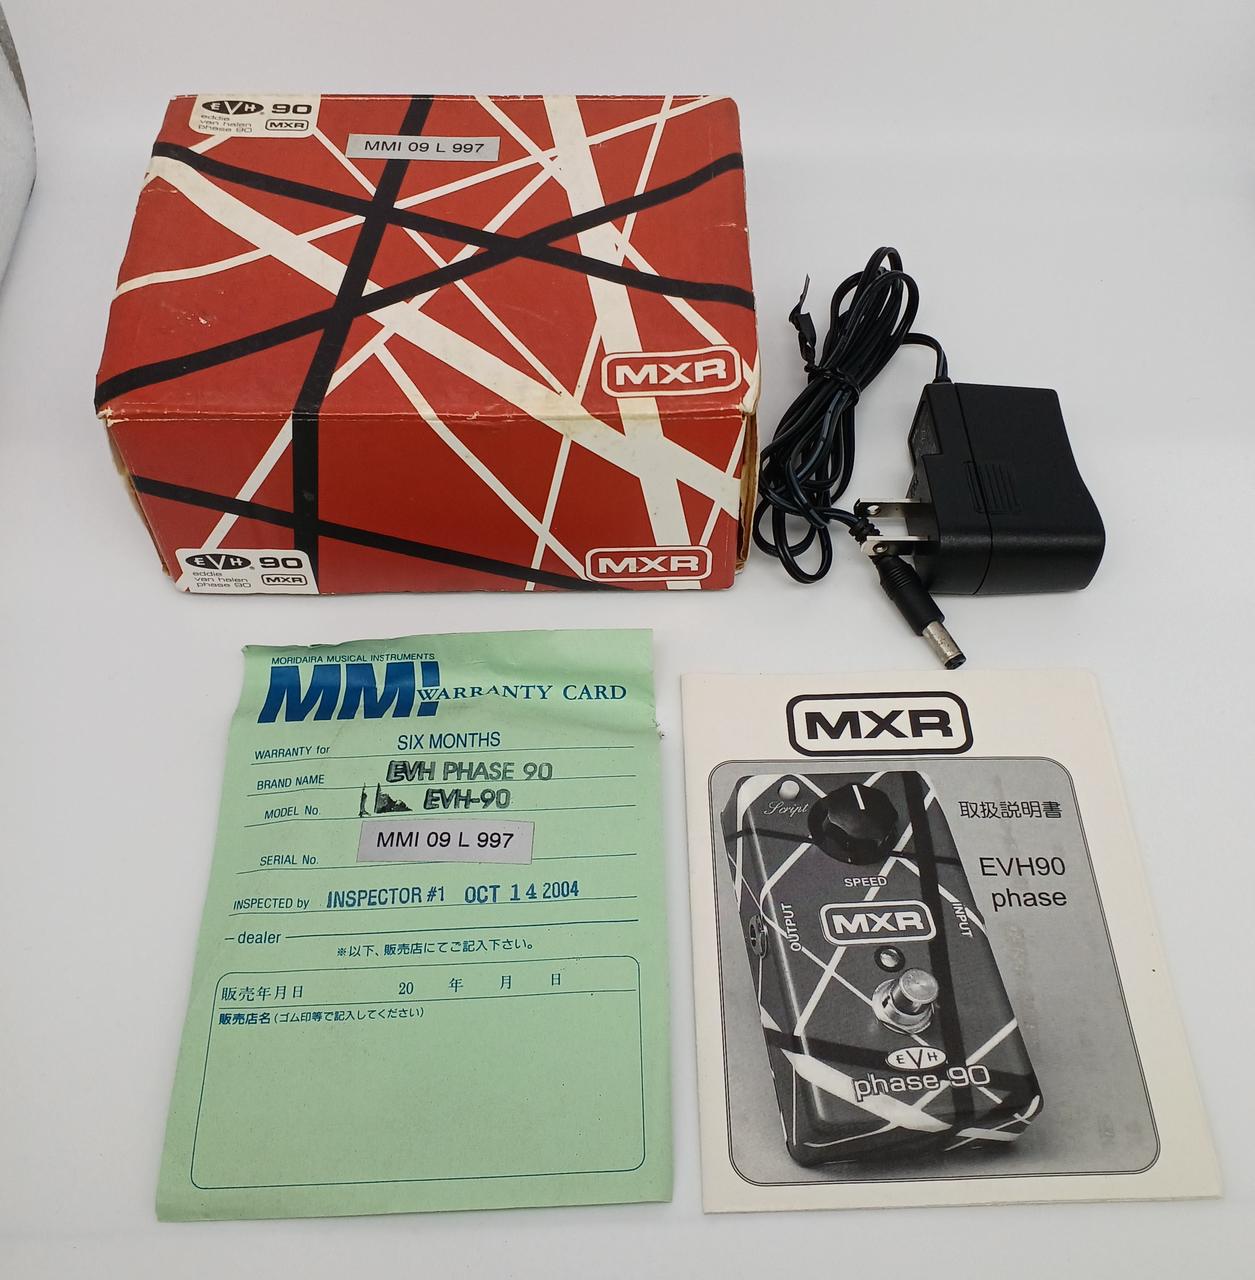 EVH 90
eddie
van halen
phase 90 MXR
MMI 09 L 997
MXR
EVH 90
eddie
van halen
phase 90 MXR
MXR
MORIDAIRA MUSICAL INSTRUMENTS
MMI WARRANTY CARD
WARRANTY for SIX MONTHS
BRAND NAME EVH PHASE 90
MODEL No. EVH-90
SERIAL No. MMI 09 L 997
INSPECTED by INSPECTOR #1 OCT 14 2004
dealer
※以下、販売店にてご記入下さい。
販売年月日 20 年 月 日
販売店名(ゴム印等で記入してください)
MXR
取扱説明書
EVH90
phase
Script
SPEED
OUTPUT
MXR
INPUT
EVH
phase 90